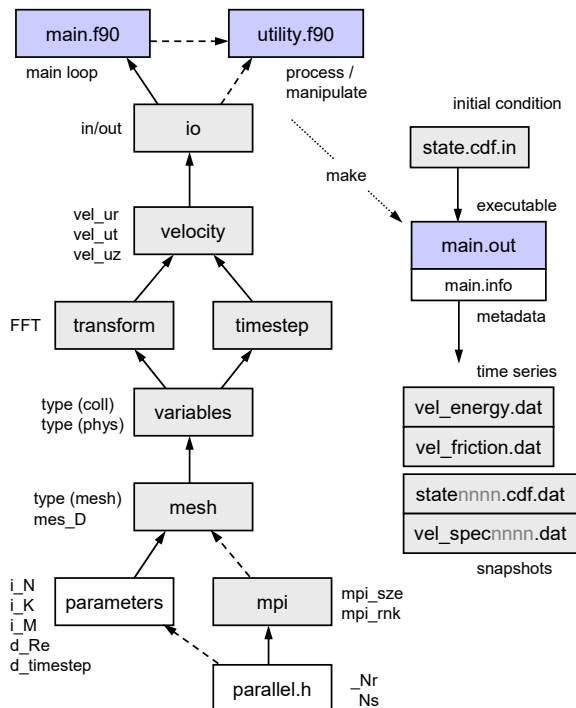 main.f90
utility.f90
main loop
process /
manipulate
initial condition
in/out
io
state.cdf.in
make
executable
vel_ur
vel_ut
vel_uz
velocity
main.out
main.info
metadata
FFT
transform
timestep
time series
type (coll)
type (phys)
variables
vel_energy.dat
vel_friction.dat
type (mesh)
mes_D
mesh
statennnn.cdf.dat
vel_specnnnn.dat
snapshots
i_N
i_K
i_M
d_Re
d_timestep
parameters
mpi
mpi_sze
mpi_rnk
parallel.h
_Nr
_Ns